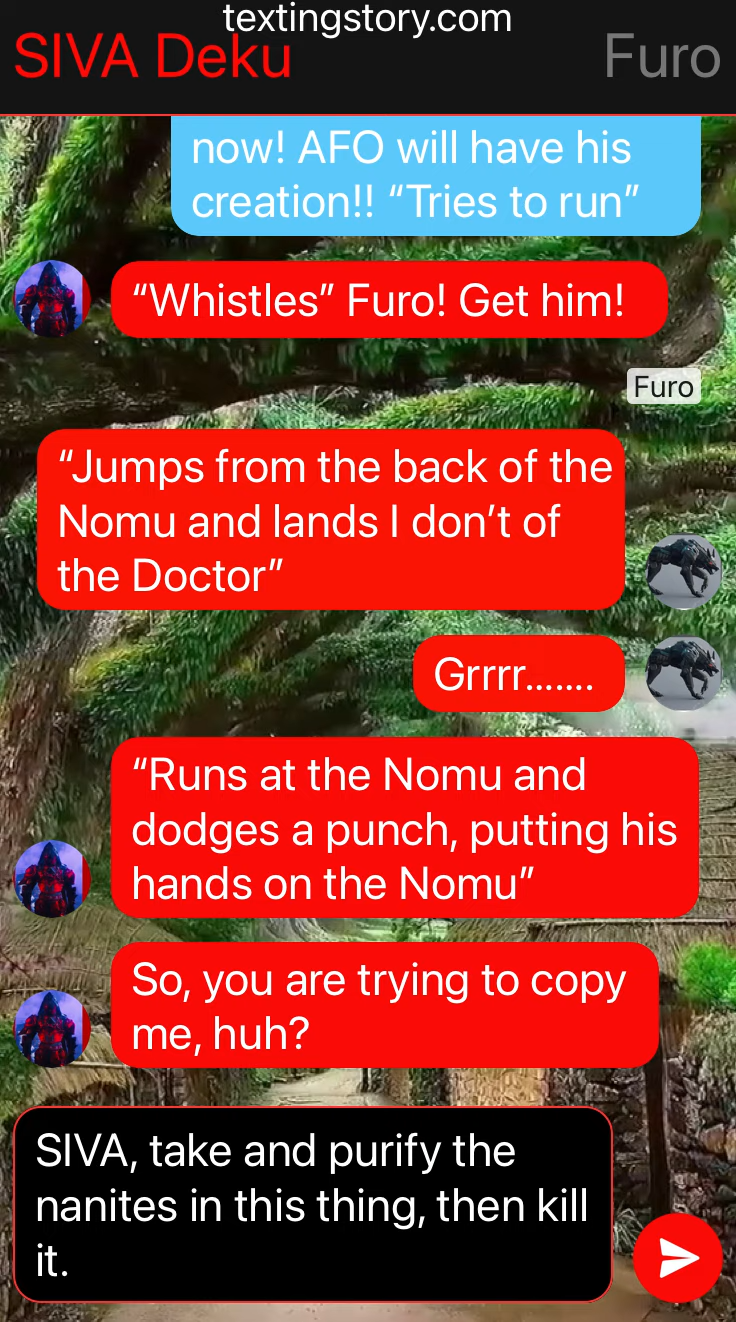 textingstory.com
SIVA Deku
Furo
now! AFO will have his
creation!! “Tries to run”
“Whistles” Furo! Get him!
Furo
“Jumps from the back of the
Nomu and lands I don’t of
the Doctor”
Grrrr.......
“Runs at the Nomu and
dodges a punch, putting his
hands on the Nomu”
So, you are trying to copy
me, huh?
SIVA, take and purify the
nanites in this thing, then kill
it.